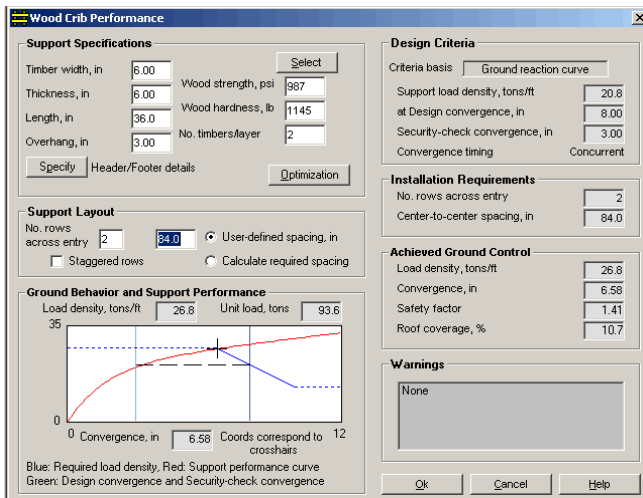 Wood Crib Performance
Support Specifications
Timber width, in 6.00
Thickness, in 6.00
Length, in 36.0
Overhang, in 3.00
Select
Wood strength, psi 987
Wood hardness, lb 1145
No. timbers/layer 2
Specify Header/Footer details
Optimization
Support Layout
No. rows
across entry 2 84.0 User-defined spacing, in
Staggered rows Calculate required spacing
Ground Behavior and Support Performance
Load density, tons/ft 26.8 Unit load, tons 93.6
35
0
0 Convergence, in 6.58 Coords correspond to 12
crosshairs
Blue: Required load density, Red: Support performance curve
Green: Design convergence and Security-check convergence
Design Criteria
Criteria basis Ground reaction curve
Support load density, tons/ft 20.8
at Design convergence, in 8.00
Security-check convergence, in 3.00
Convergence timing Concurrent
Installation Requirements
No. rows across entry 2
Center-to-center spacing, in 84.0
Achieved Ground Control
Load density, tons/ft 26.8
Convergence, in 6.58
Safety factor 1.41
Roof coverage, % 10.7
Warnings
None
Ok Cancel Help